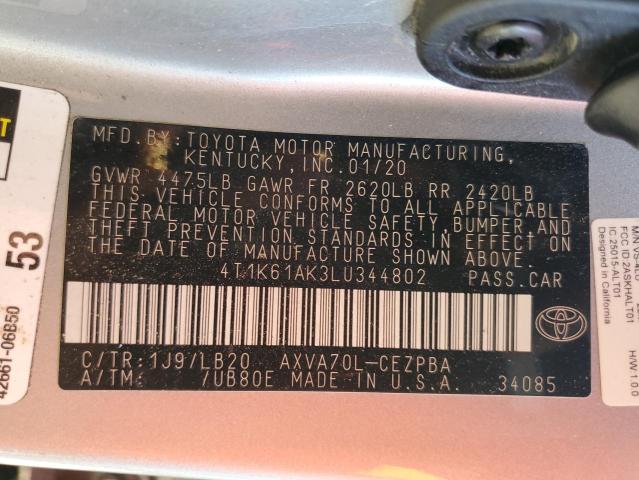 MFD. BY: TOYOTA MOTOR MANUFACTURING,
KENTUCKY, INC. 01/20
GVWR 4475LB GAWR FR 2620LB RR 2420LB
THIS VEHICLE CONFORMS TO ALL APPLICABLE
FEDERAL MOTOR VEHICLE SAFETY, BUMPER, AND
THEFT PREVENTION STANDARDS IN EFFECT ON
THE DATE OF MANUFACTURE SHOWN ABOVE.
4T1K61AK3LU344802 PASS.CAR
C/TR: 1J9/LB20 AXVA70L-CEZPBA
A/TM: /UB80E MADE IN U.S.A. 34085
53
42661-06B50
FCC ID: 2ASKHALT01
IC: 25015-ALT01
Designed in California
H/W:1.0.0